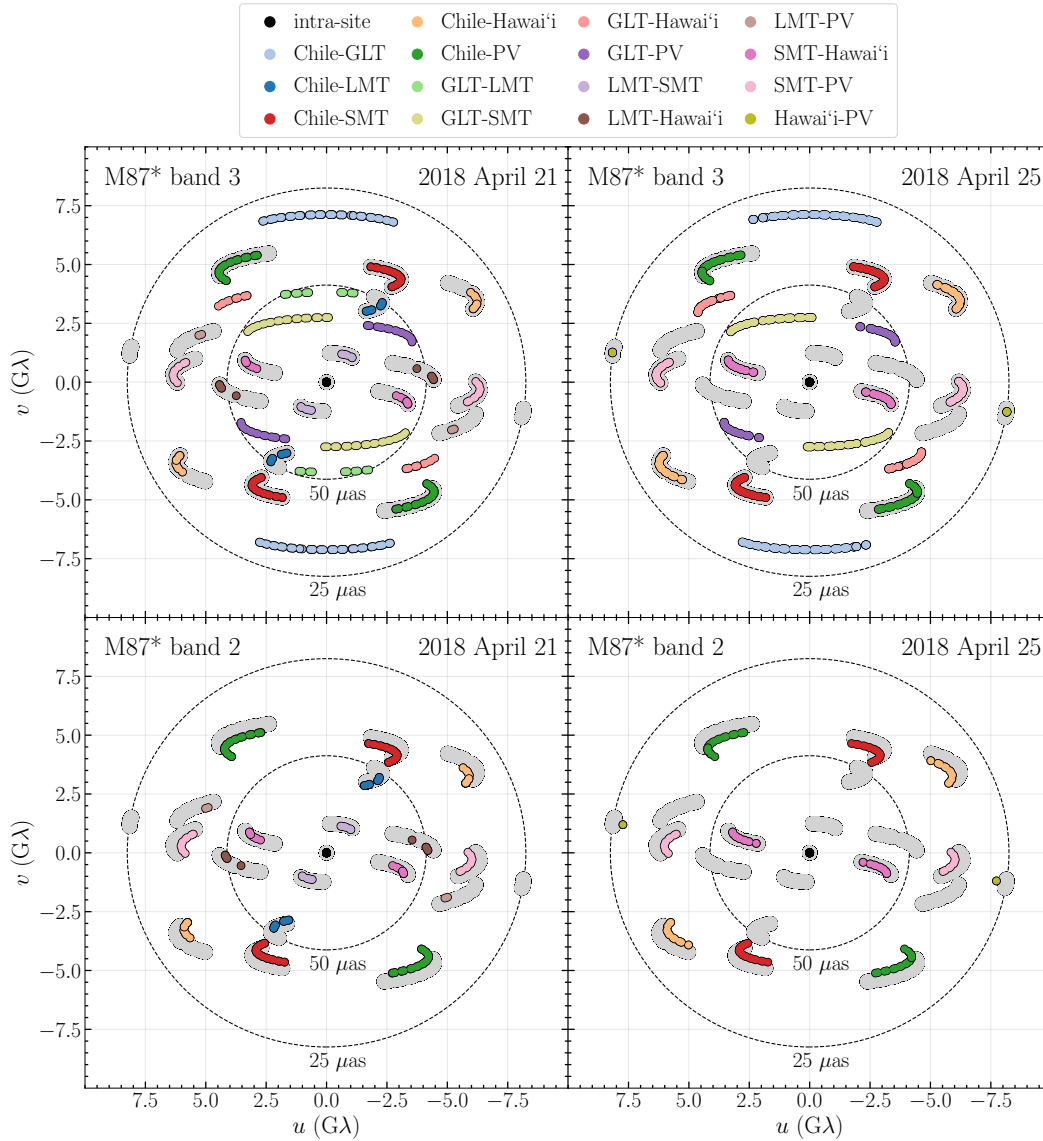 intra-site Chile-Hawaiʻi GLT-Hawaiʻi LMT-PV
Chile-GLT Chile-PV GLT-PV SMT-Hawaiʻi
Chile-LMT GLT-LMT LMT-SMT SMT-PV
Chile-SMT GLT-SMT LMT-Hawaiʻi Hawaiʻi-PV
M87* band 3 2018 April 21
M87* band 3 2018 April 25
7.5
5.0
2.5
0.0
−2.5
−5.0
−7.5
v (Gλ)
50 μas
25 μas
50 μas
25 μas
M87* band 2 2018 April 21
M87* band 2 2018 April 25
7.5
5.0
2.5
0.0
−2.5
−5.0
−7.5
v (Gλ)
50 μas
25 μas
50 μas
25 μas
7.5 5.0 2.5 0.0 −2.5 −5.0 −7.5
7.5 5.0 2.5 0.0 −2.5 −5.0 −7.5
u (Gλ)
u (Gλ)